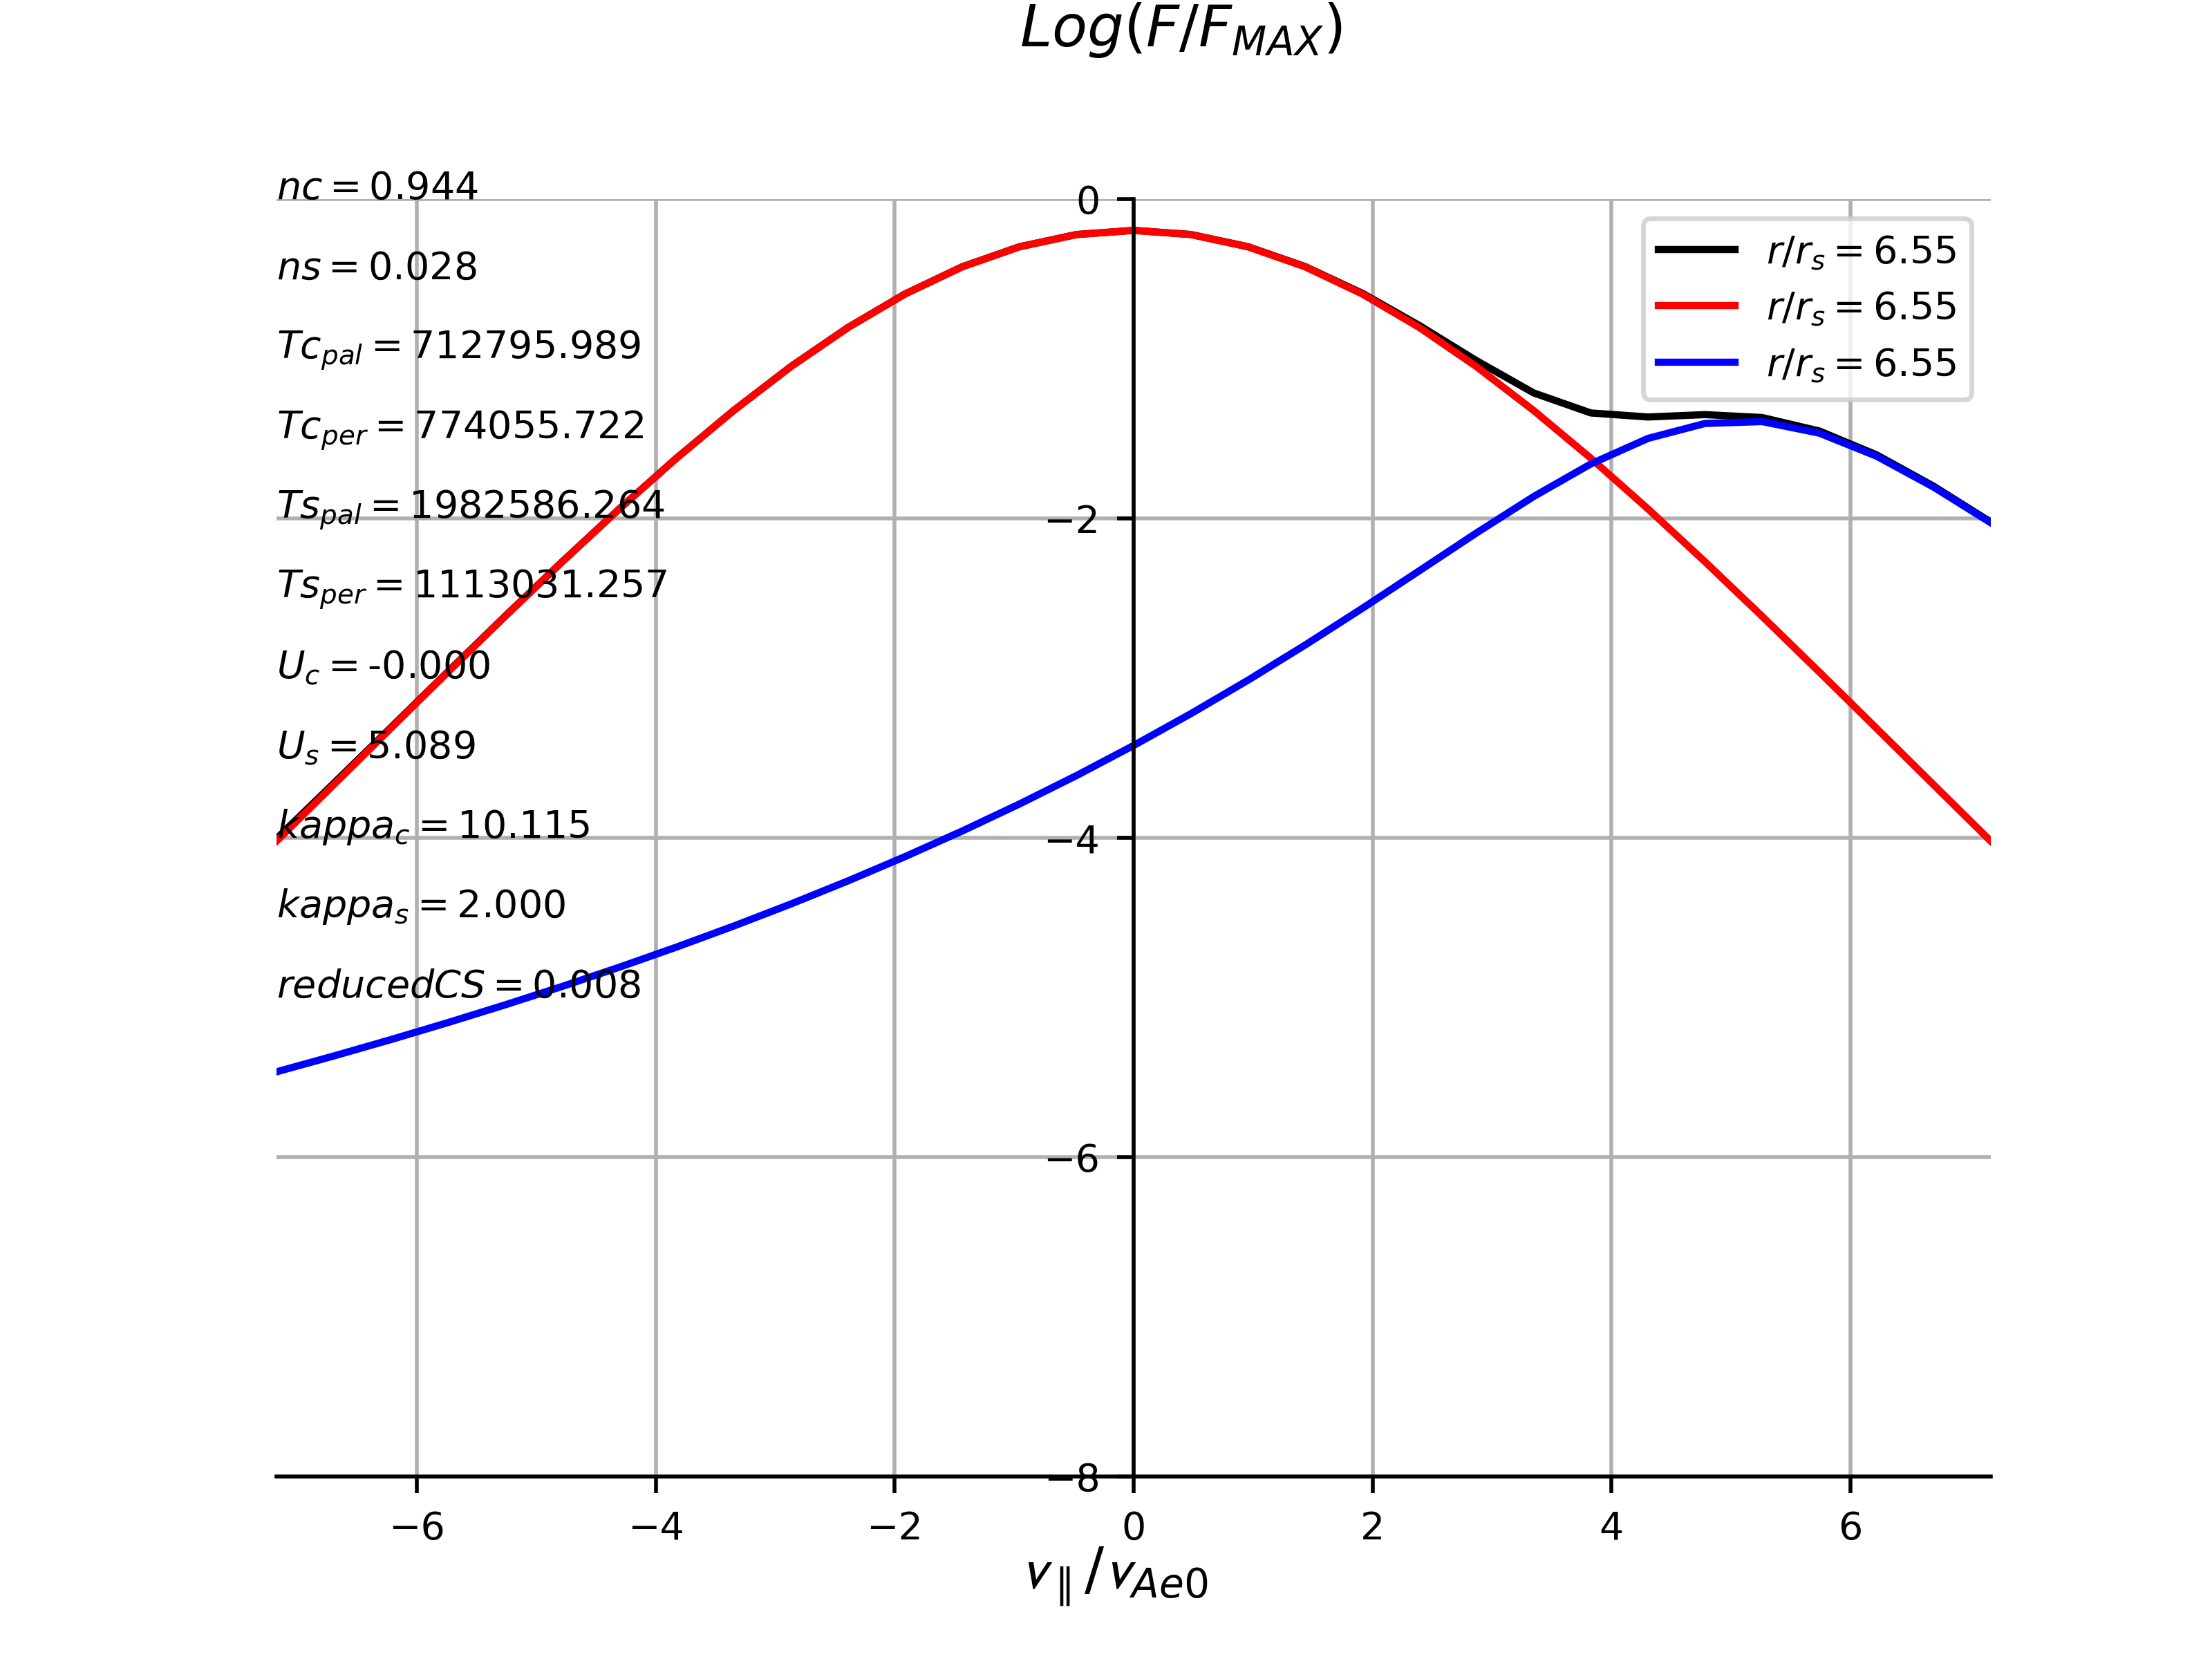 Log(F/F_MAX)
nc = 0.944
ns = 0.028
Tc_pal = 712795.989
Tc_per = 774055.722
Ts_pal = 1982586.264
Ts_per = 1113031.257
U_c = -0.000
U_s = 5.089
kappa_c = 10.115
kappa_s = 2.000
reducedCS = 0.008
r/r_s = 6.55
r/r_s = 6.55
r/r_s = 6.55
0
−2
−4
−6
−8
−6 −4 −2 0 2 4 6
v_∥/v_Ae0